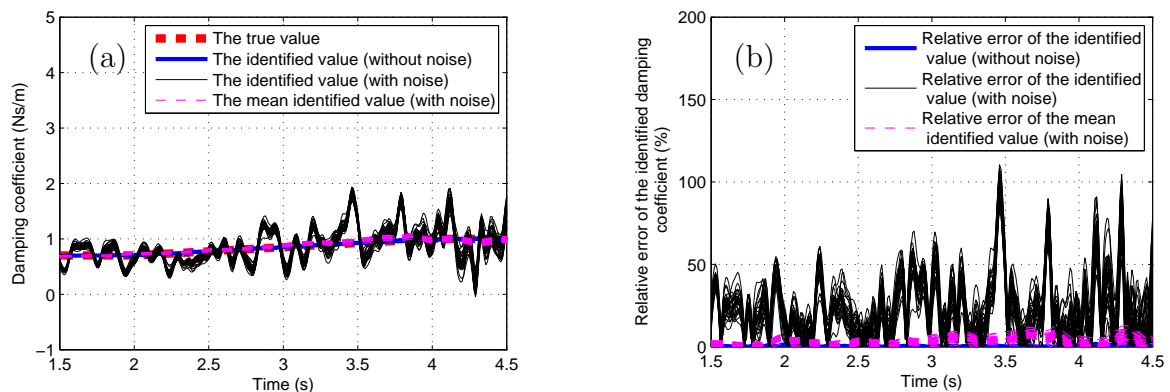 (a)
The true value
The identified value (without noise)
The identified value (with noise)
The mean identified value (with noise)
Damping coefficient (Ns/m)
5
4
3
2
1
0
−1
1.5
2
2.5
3
3.5
4
4.5
Time (s)
(b)
Relative error of the identified
value (without noise)
Relative error of the identified
value (with noise)
Relative error of the mean
identified value (with noise)
Relative error of the identified damping
coefficient (%)
200
150
100
50
0
1.5
2
2.5
3
3.5
4
4.5
Time (s)